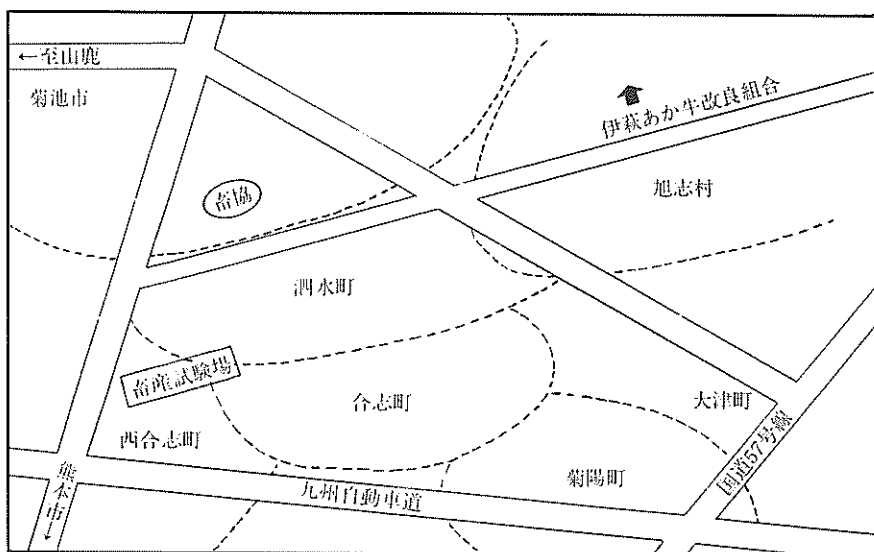 ←至山鹿
菊池市
伊萩あか牛改良組合
畜協
旭志村
泗水町
畜産試験場
合志町
大津町
西合志町
国道57号線
菊陽町
九州自動車道
熊本市→